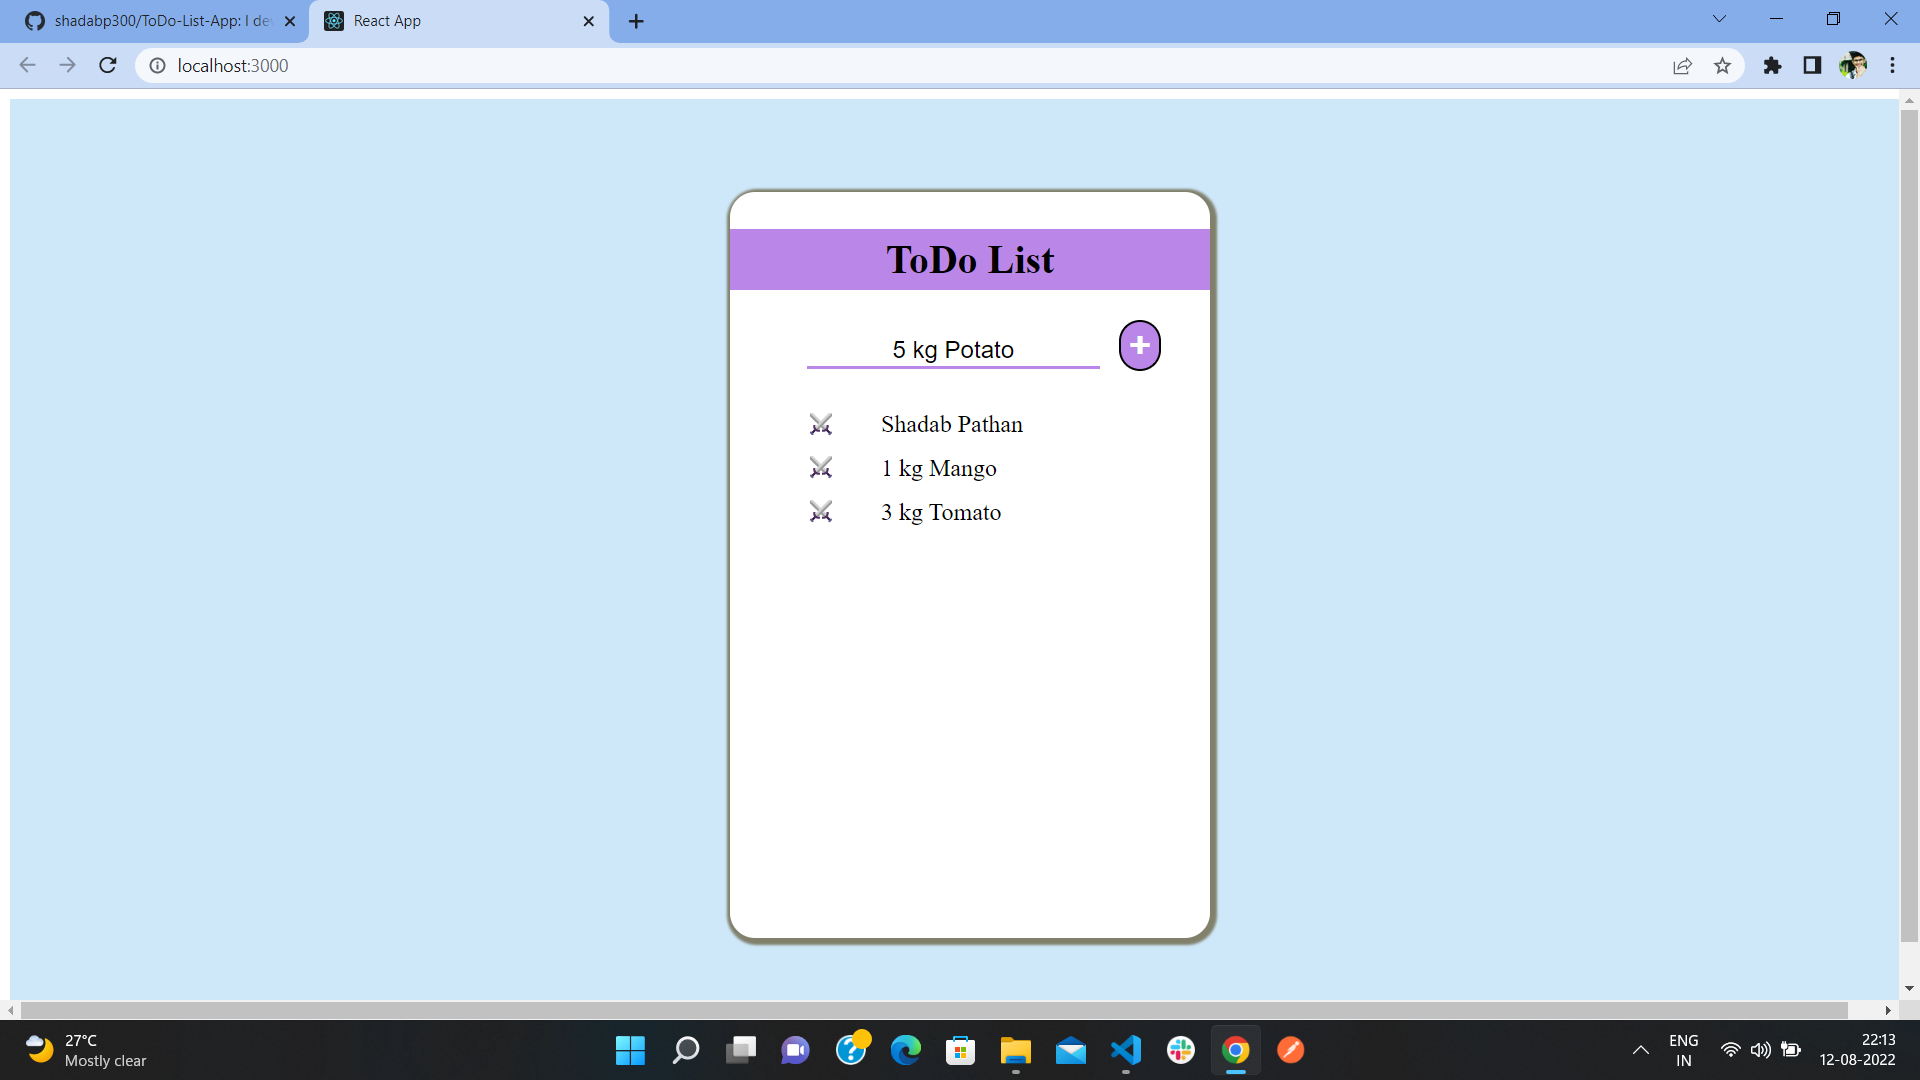 shadabp300/ToDo-List-App: I dev
React App
localhost:3000
ToDo List
5 kg Potato
Shadab Pathan
1 kg Mango
3 kg Tomato
27°C
Mostly clear
ENG
IN
22:13
12-08-2022